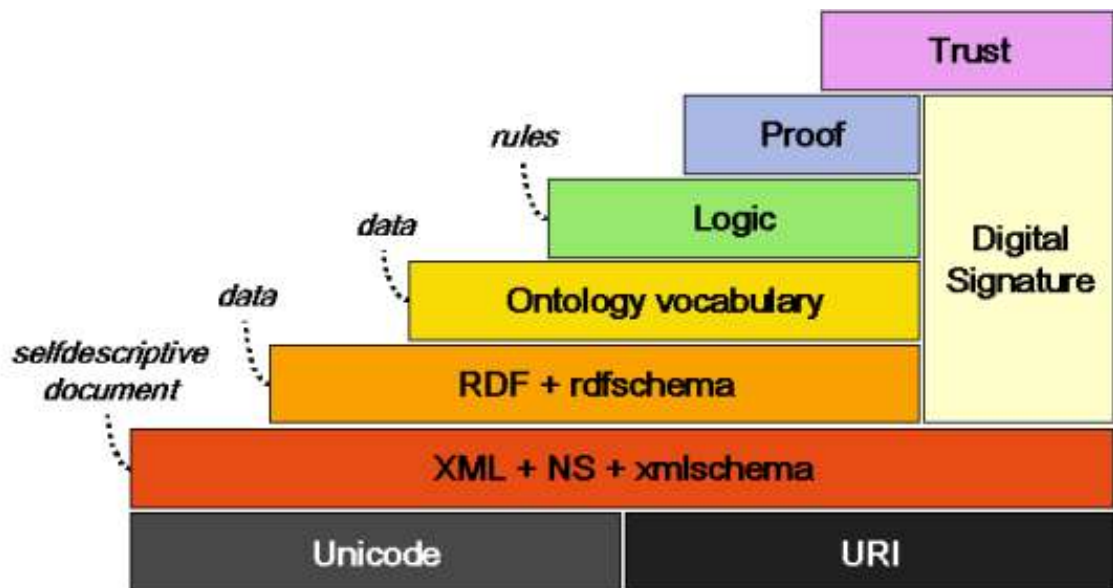 Trust
Proof
rules
Logic
data
Digital
Signature
Ontology vocabulary
data
RDF + rdfschema
selfdescriptive
document
XML + NS + xmlschema
Unicode
URI